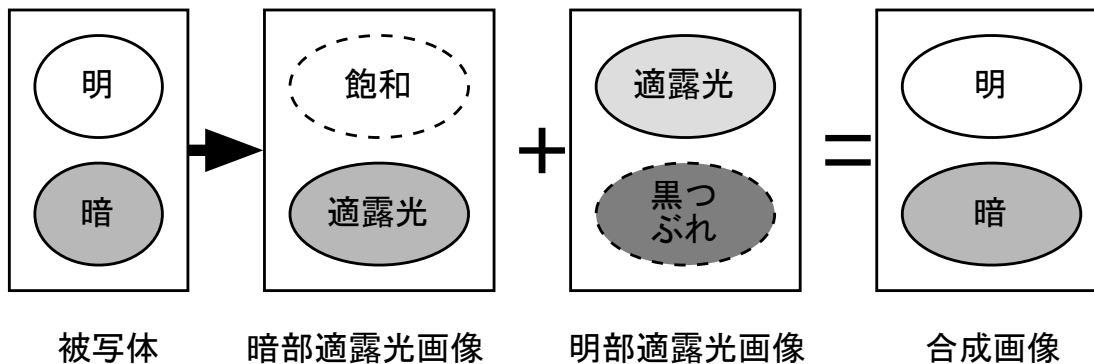 明
暗
飽和
適露光
+
適露光
黒つ
ぶれ
=
明
暗
被写体
暗部適露光画像
明部適露光画像
合成画像